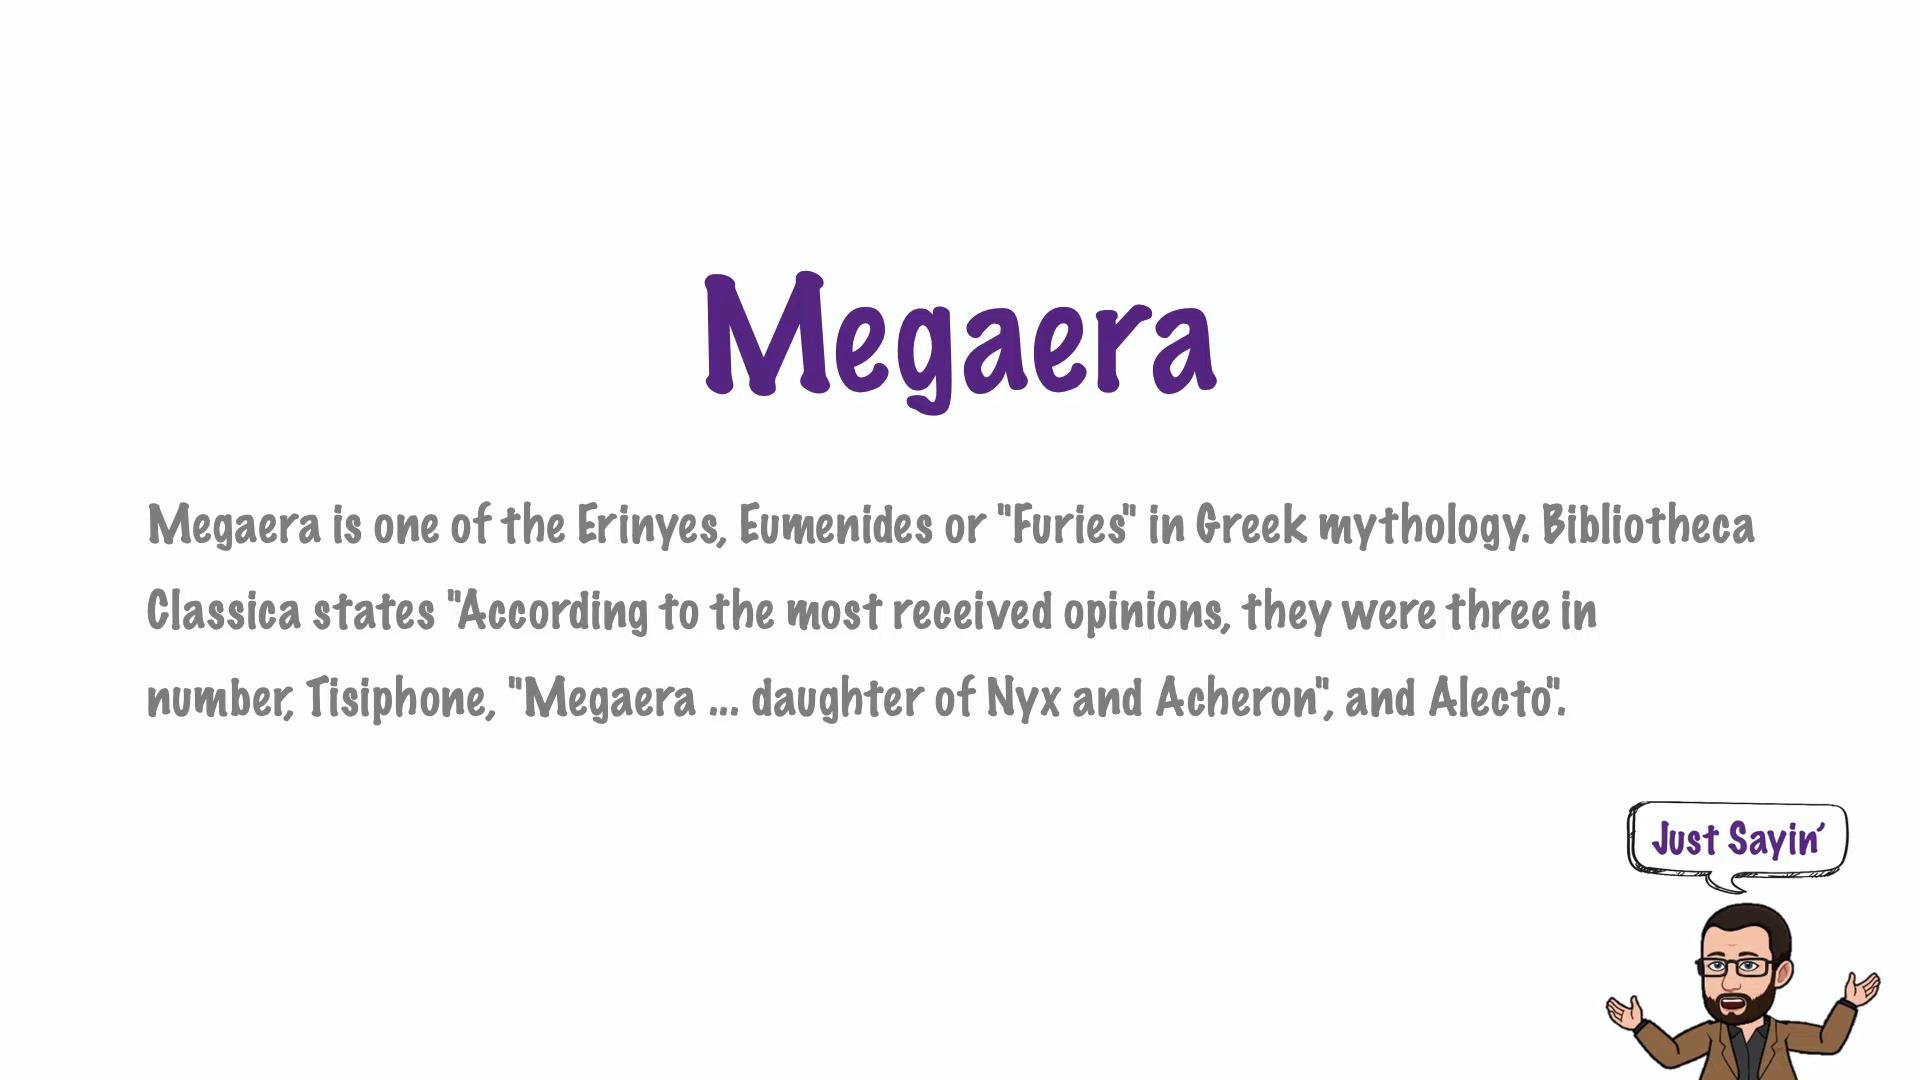 Megaera
Megaera is one of the Erinyes, Eumenides or "Furies" in Greek mythology. Bibliotheca
Classica states "According to the most received opinions, they were three in
number, Tisiphone, "Megaera ... daughter of Nyx and Acheron", and Alecto".
Just Sayin’